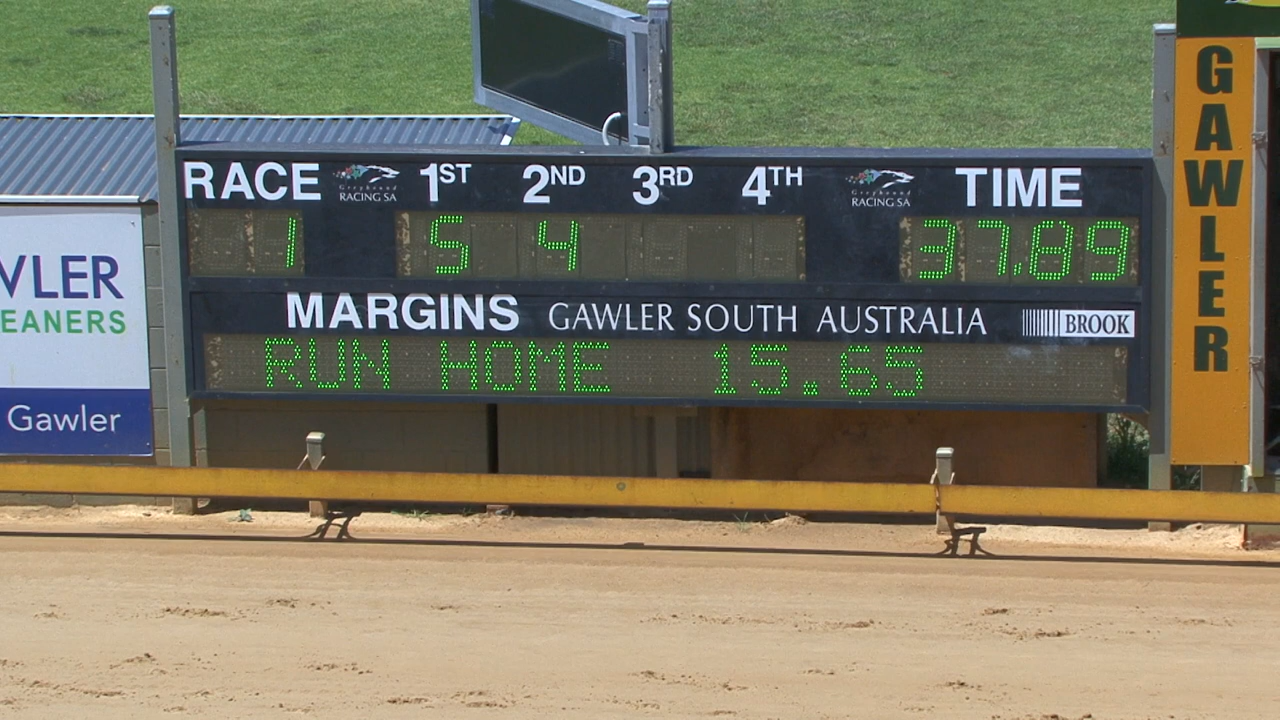 RACE Greyhound RACING SA 1ST 2ND 3RD 4TH Greyhound RACING SA TIME
1 5 4 37.89
MARGINS GAWLER SOUTH AUSTRALIA BROOK
RUN HOME 15.65
WLER
EANERS
Gawler
GAWLER